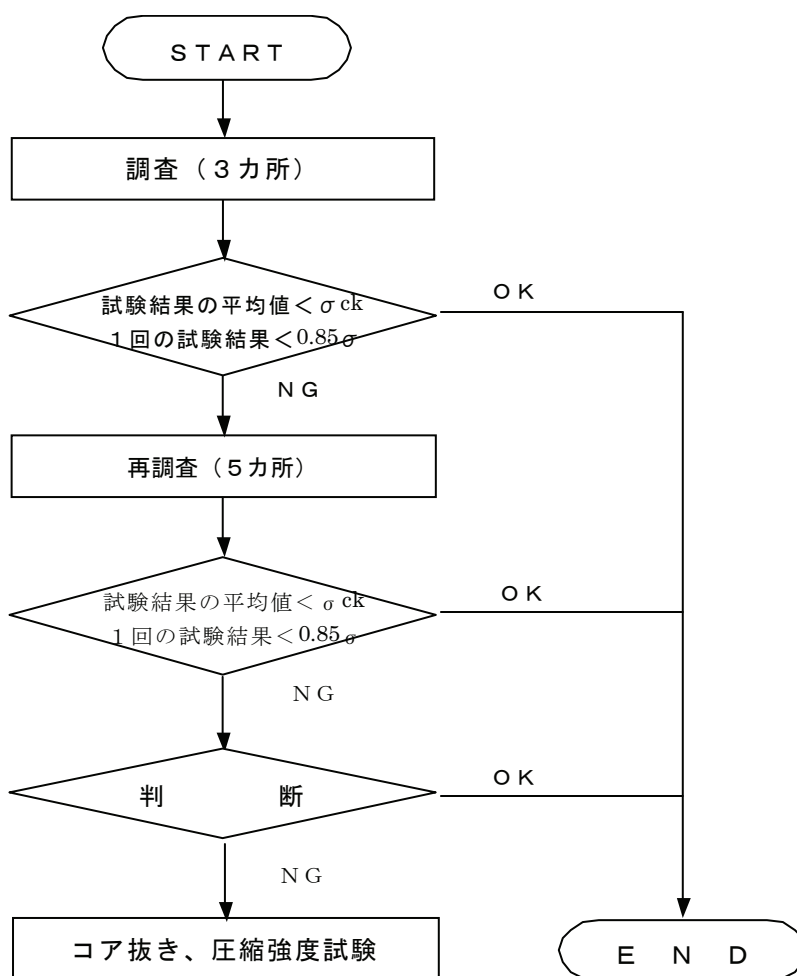 ＳＴＡＲＴ
調査（３カ所）
試験結果の平均値＜σck
１回の試験結果＜0.85σ
ＯＫ
ＮＧ
再調査（５カ所）
試験結果の平均値＜σck
１回の試験結果＜0.85σ
ＯＫ
ＮＧ
判　断
ＯＫ
ＮＧ
コア抜き、圧縮強度試験
Ｅ　Ｎ　Ｄ